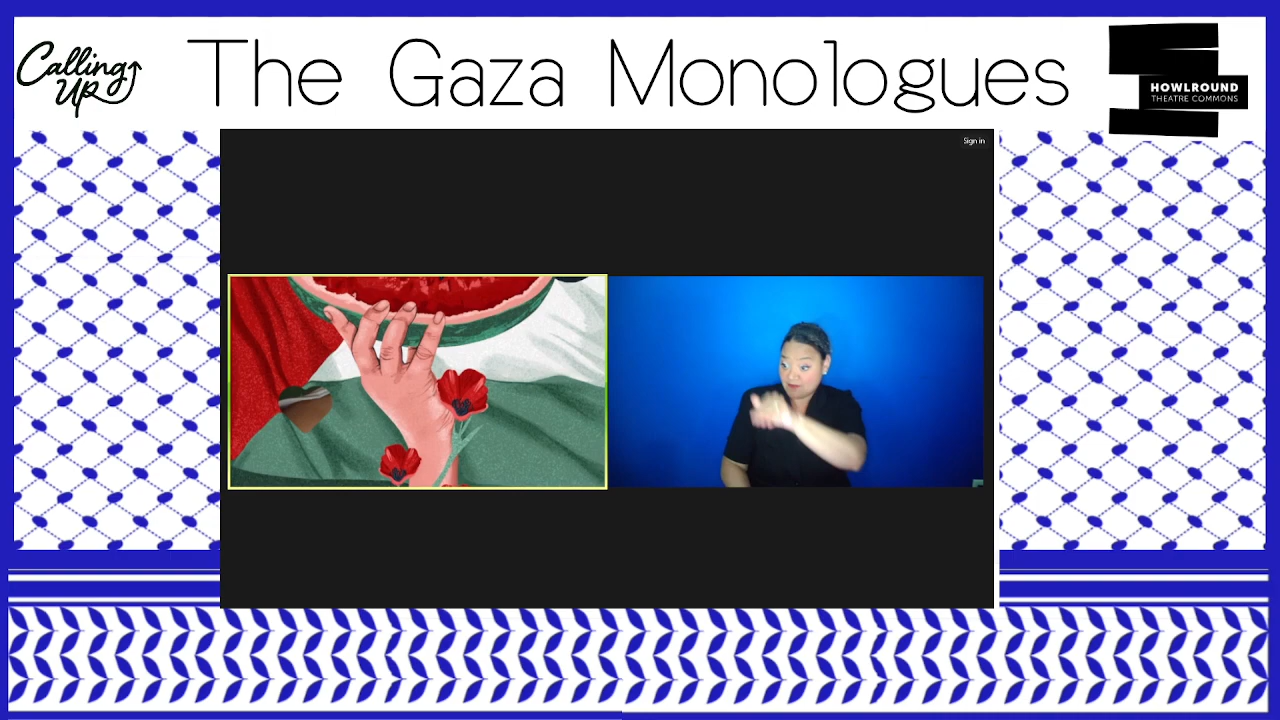 Calling
UP
The Gaza Monologues
HOWLROUND
THEATRE COMMONS
Sign in